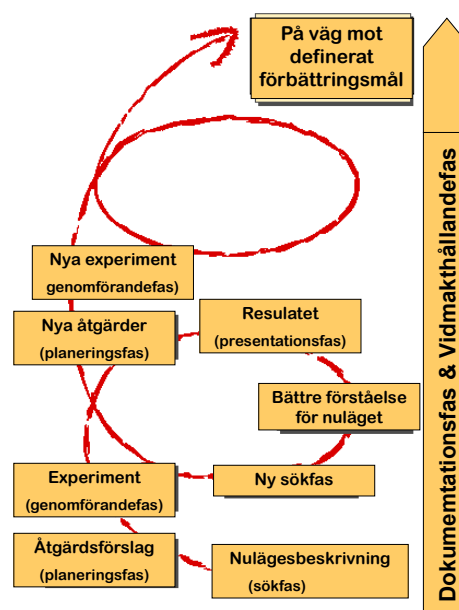 På väg mot
definerat
förbättringsmål
Nya experiment
genomförandefas)
Nya åtgärder
(planeringsfas)
Resulatet
(presentationsfas)
Bättre förståelse
för nuläget
Experiment
(genomförandefas)
Ny sökfas
Åtgärdsförslag
(planeringsfas)
Nulägesbeskrivning
(sökfas)
Dokumemtationsfas & Vidmakthållandefas